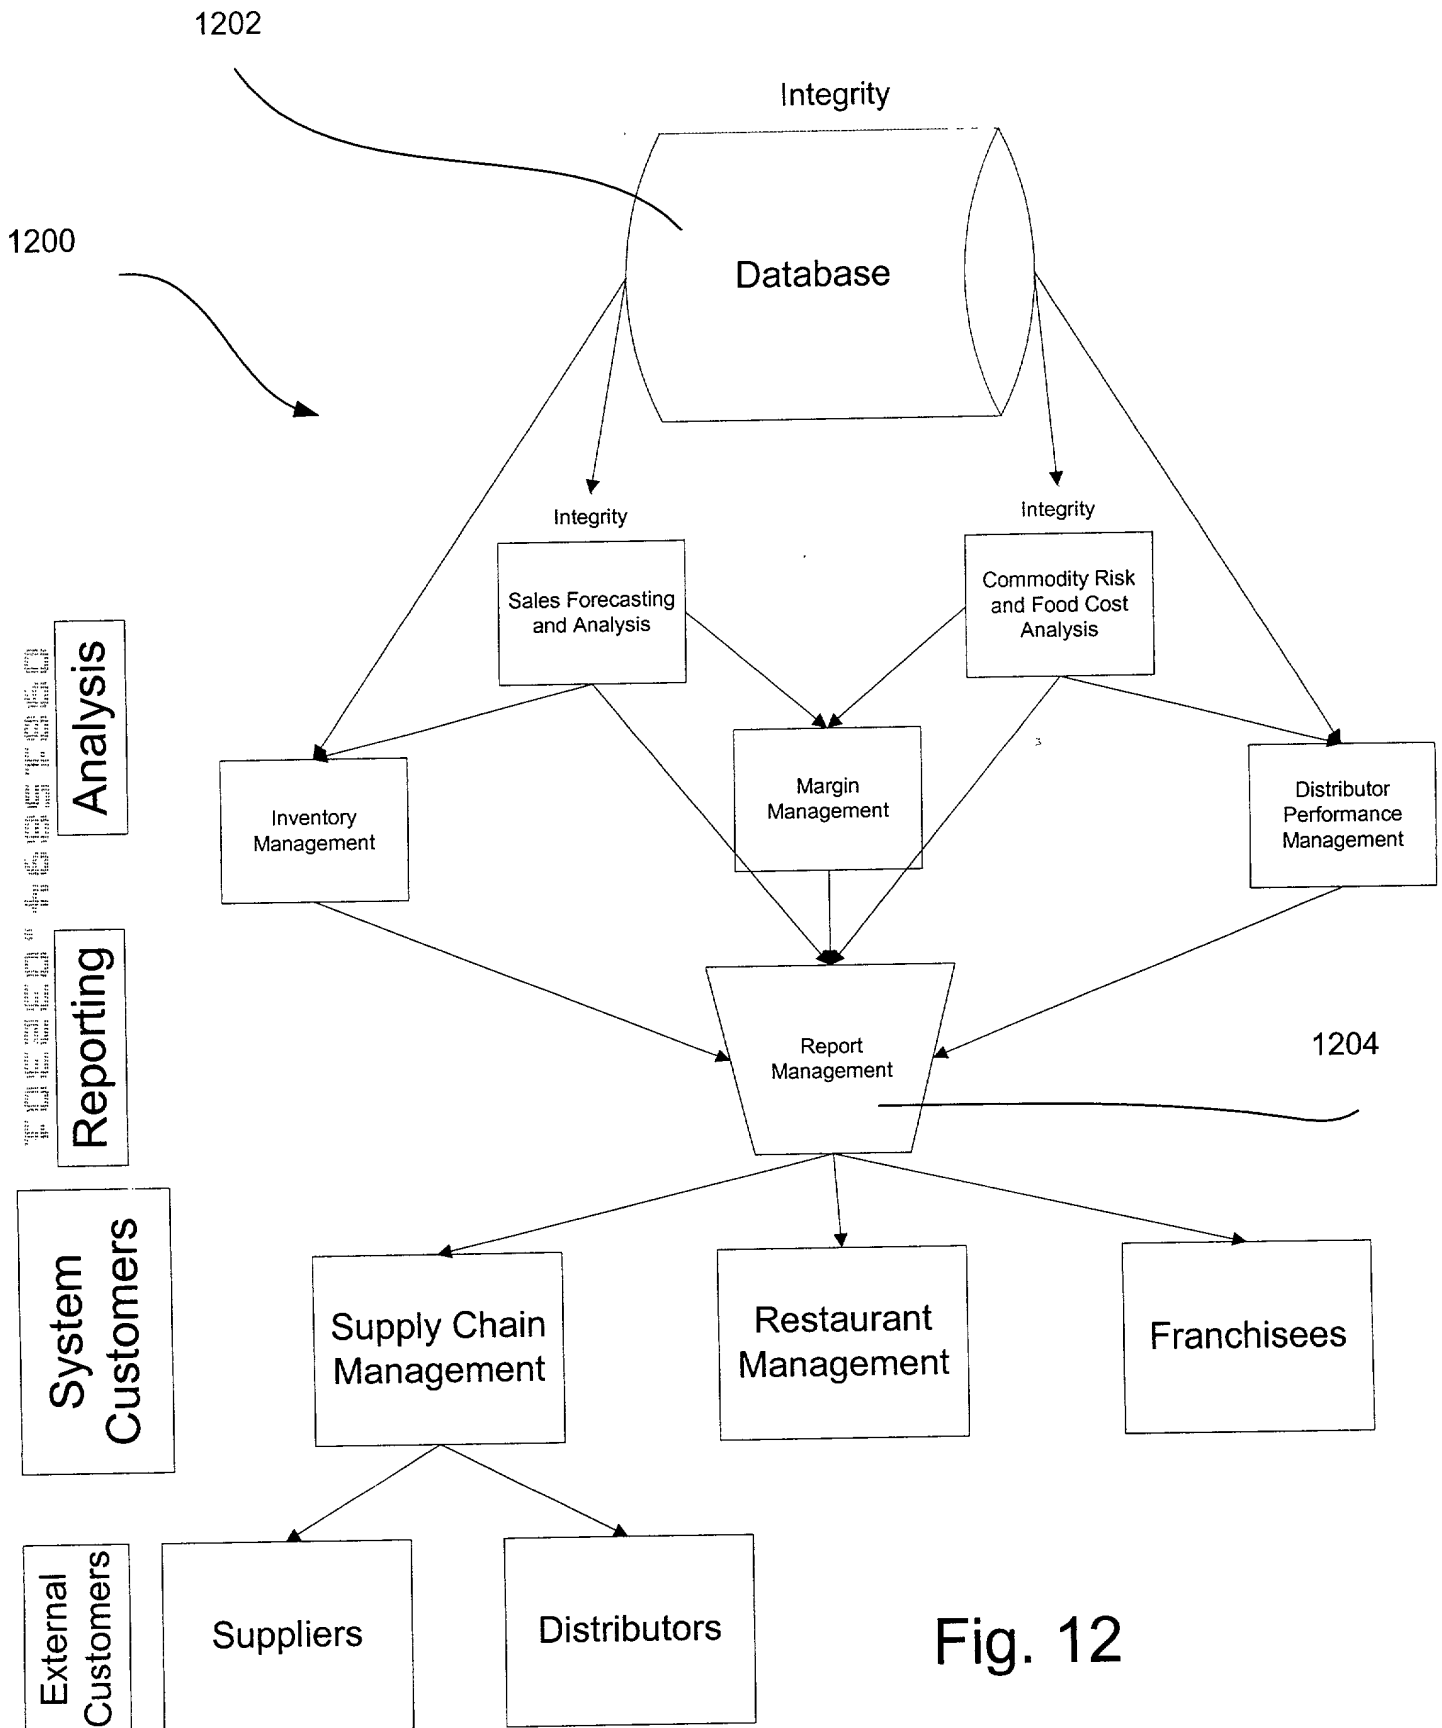 1202
Integrity
1200
Database
Integrity
Integrity
Sales Forecasting
and Analysis
Commodity Risk
and Food Cost
Analysis
Analysis
Inventory
Management
Margin
Management
Distributor
Performance
Management
Reporting
Report
Management
1204
System
Customers
Supply Chain
Management
Restaurant
Management
Franchisees
External
Customers
Suppliers
Distributors
Fig. 12